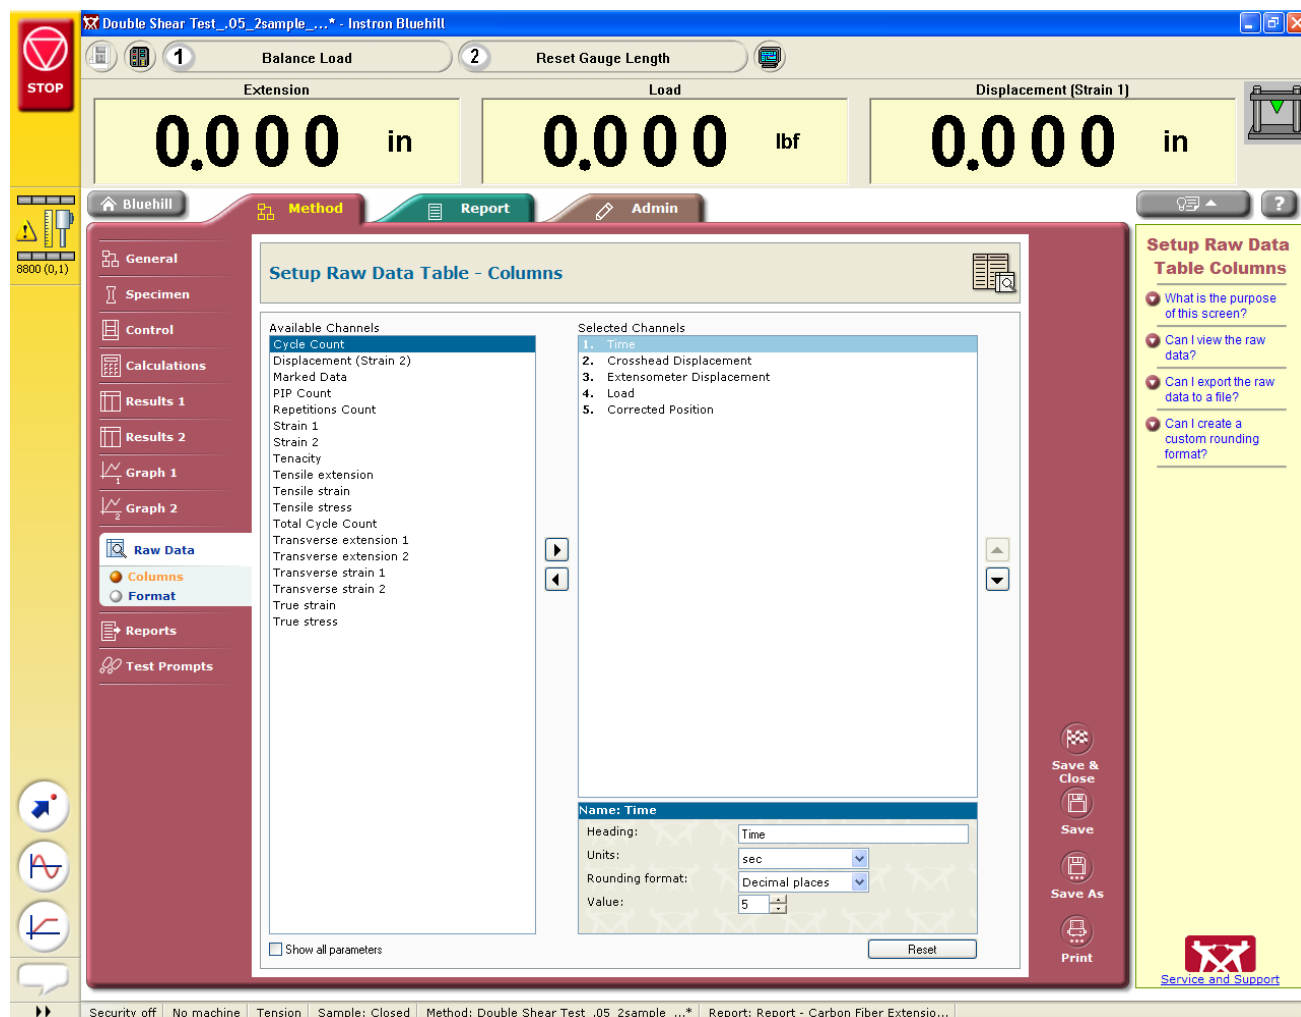 Double Shear Test_.05_2sample_...* - Instron Bluehill
STOP
1 Balance Load
2 Reset Gauge Length
Extension
0.000 in
Load
0.000 lbf
Displacement (Strain 1)
0.000 in
8800 (0,1)
Bluehill
Method
Report
Admin
?
General
Specimen
Control
Calculations
Results 1
Results 2
1 Graph 1
2 Graph 2
Raw Data
Columns
Format
Reports
Test Prompts
Setup Raw Data Table - Columns
Available Channels
Cycle Count
Displacement (Strain 2)
Marked Data
PIP Count
Repetitions Count
Strain 1
Strain 2
Tenacity
Tensile extension
Tensile strain
Tensile stress
Total Cycle Count
Transverse extension 1
Transverse extension 2
Transverse strain 1
Transverse strain 2
True strain
True stress
Show all parameters
Selected Channels
1. Time
2. Crosshead Displacement
3. Extensometer Displacement
4. Load
5. Corrected Position
Name: Time
Heading: Time
Units: sec
Rounding format: Decimal places
Value: 5
Reset
Save &
Close
Save
Save As
Print
Setup Raw Data
Table Columns
What is the purpose
of this screen?
Can I view the raw
data?
Can I export the raw
data to a file?
Can I create a
custom rounding
format?
Service and Support
Security off
No machine
Tension
Sample: Closed
Method: Double Shear Test_.05_2sample_...*
Report: Report - Carbon Fiber Extensio...